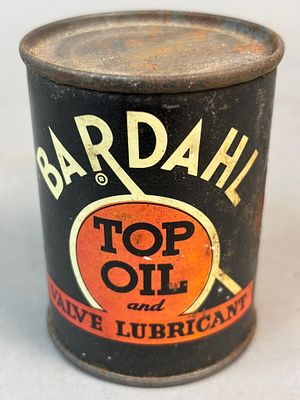 BARDAHL
®
TOP
OIL
and
VALVE LUBRICANT